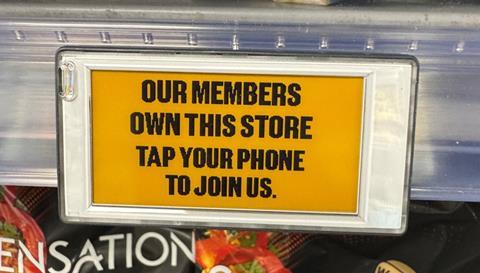 OUR MEMBERS
OWN THIS STORE
TAP YOUR PHONE
TO JOIN US.
ENSATION